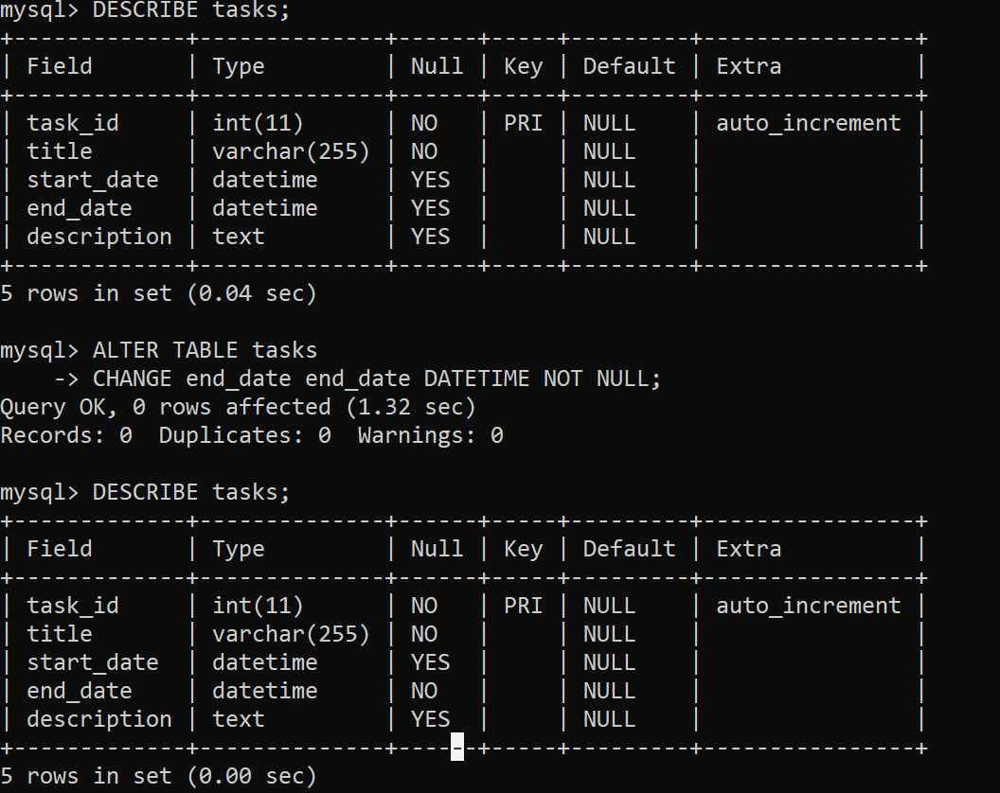 mysql> DESCRIBE tasks;
+-------------+--------------+------+-----+---------+----------------+
| Field       | Type         | Null | Key | Default | Extra          |
+-------------+--------------+------+-----+---------+----------------+
| task_id     | int(11)      | NO   | PRI | NULL    | auto_increment |
| title       | varchar(255) | NO   |     | NULL    |                |
| start_date  | datetime     | YES  |     | NULL    |                |
| end_date    | datetime     | YES  |     | NULL    |                |
| description | text         | YES  |     | NULL    |                |
+-------------+--------------+------+-----+---------+----------------+
5 rows in set (0.04 sec)

mysql> ALTER TABLE tasks
    -> CHANGE end_date end_date DATETIME NOT NULL;
Query OK, 0 rows affected (1.32 sec)
Records: 0  Duplicates: 0  Warnings: 0

mysql> DESCRIBE tasks;
+-------------+--------------+------+-----+---------+----------------+
| Field       | Type         | Null | Key | Default | Extra          |
+-------------+--------------+------+-----+---------+----------------+
| task_id     | int(11)      | NO   | PRI | NULL    | auto_increment |
| title       | varchar(255) | NO   |     | NULL    |                |
| start_date  | datetime     | YES  |     | NULL    |                |
| end_date    | datetime     | NO   |     | NULL    |                |
| description | text         | YES  |     | NULL    |                |
+-------------+--------------+------+-----+---------+----------------+
5 rows in set (0.00 sec)